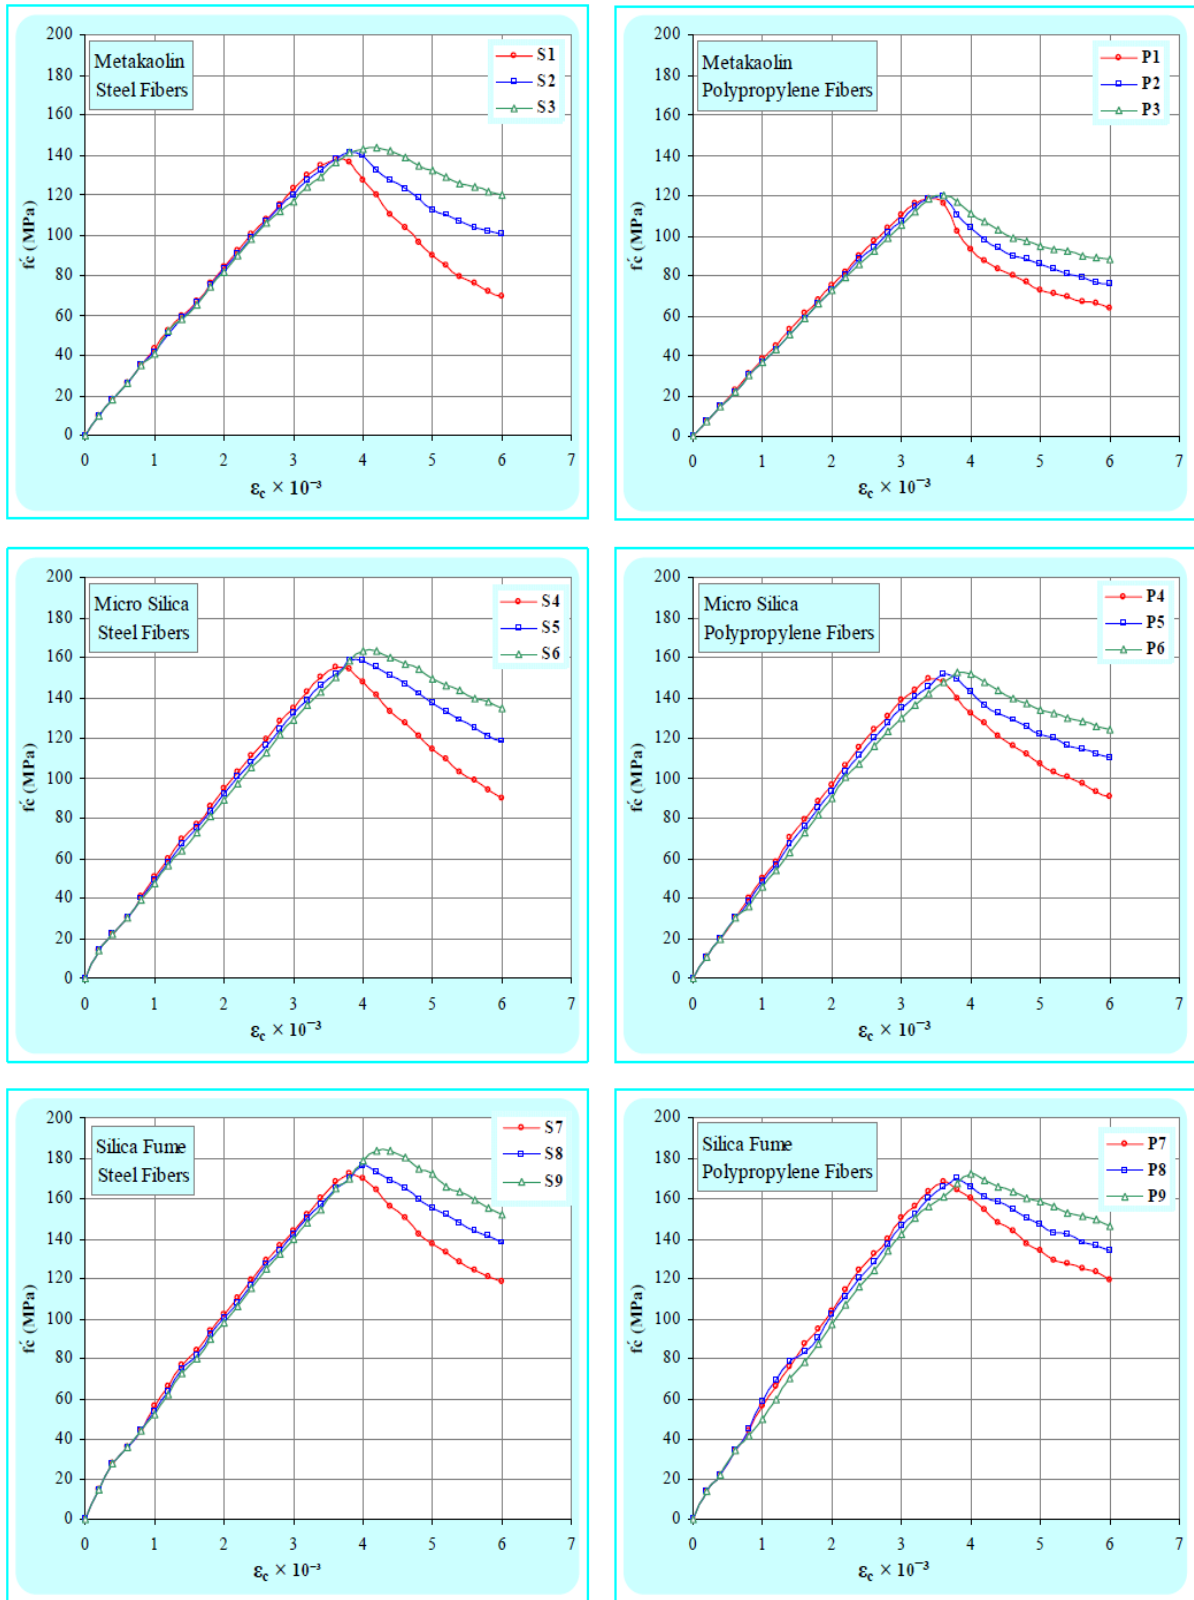 Metakaolin
Steel Fibers
S1
S2
S3
200
180
160
140
120
100
80
60
40
20
0
0 1 2 3 4 5 6 7
f́c (MPa)
εc × 10⁻³
Metakaolin
Polypropylene Fibers
P1
P2
P3
200
180
160
140
120
100
80
60
40
20
0
0 1 2 3 4 5 6 7
f́c (MPa)
εc × 10⁻³
Micro Silica
Steel Fibers
S4
S5
S6
200
180
160
140
120
100
80
60
40
20
0
0 1 2 3 4 5 6 7
f́c (MPa)
εc × 10⁻³
Micro Silica
Polypropylene Fibers
P4
P5
P6
200
180
160
140
120
100
80
60
40
20
0
0 1 2 3 4 5 6 7
f́c (MPa)
εc × 10⁻³
Silica Fume
Steel Fibers
S7
S8
S9
200
180
160
140
120
100
80
60
40
20
0
0 1 2 3 4 5 6 7
f́c (MPa)
εc × 10⁻³
Silica Fume
Polypropylene Fibers
P7
P8
P9
200
180
160
140
120
100
80
60
40
20
0
0 1 2 3 4 5 6 7
f́c (MPa)
εc × 10⁻³